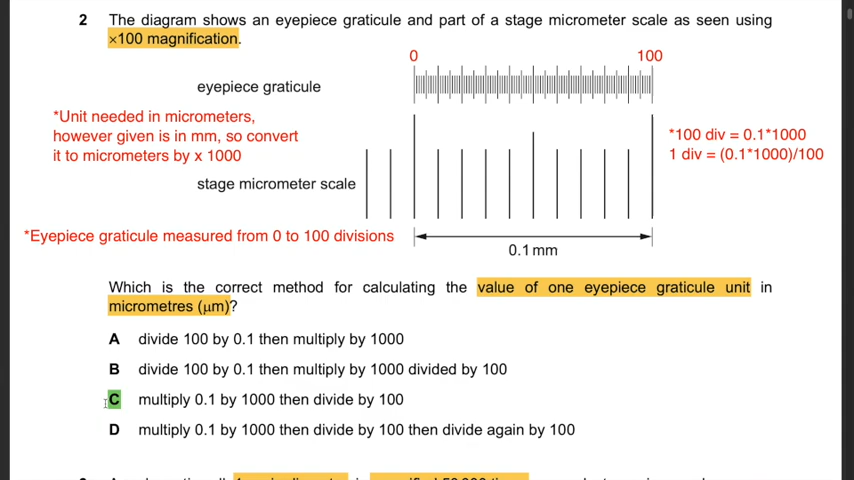 2 The diagram shows an eyepiece graticule and part of a stage micrometer scale as seen using
×100 magnification.
0 100
eyepiece graticule
*Unit needed in micrometers,
however given is in mm, so convert
it to micrometers by x 1000
*100 div = 0.1*1000
1 div = (0.1*1000)/100
stage micrometer scale
*Eyepiece graticule measured from 0 to 100 divisions
0.1 mm
Which is the correct method for calculating the value of one eyepiece graticule unit in
micrometres (μm)?
A divide 100 by 0.1 then multiply by 1000
B divide 100 by 0.1 then multiply by 1000 divided by 100
C multiply 0.1 by 1000 then divide by 100
D multiply 0.1 by 1000 then divide by 100 then divide again by 100